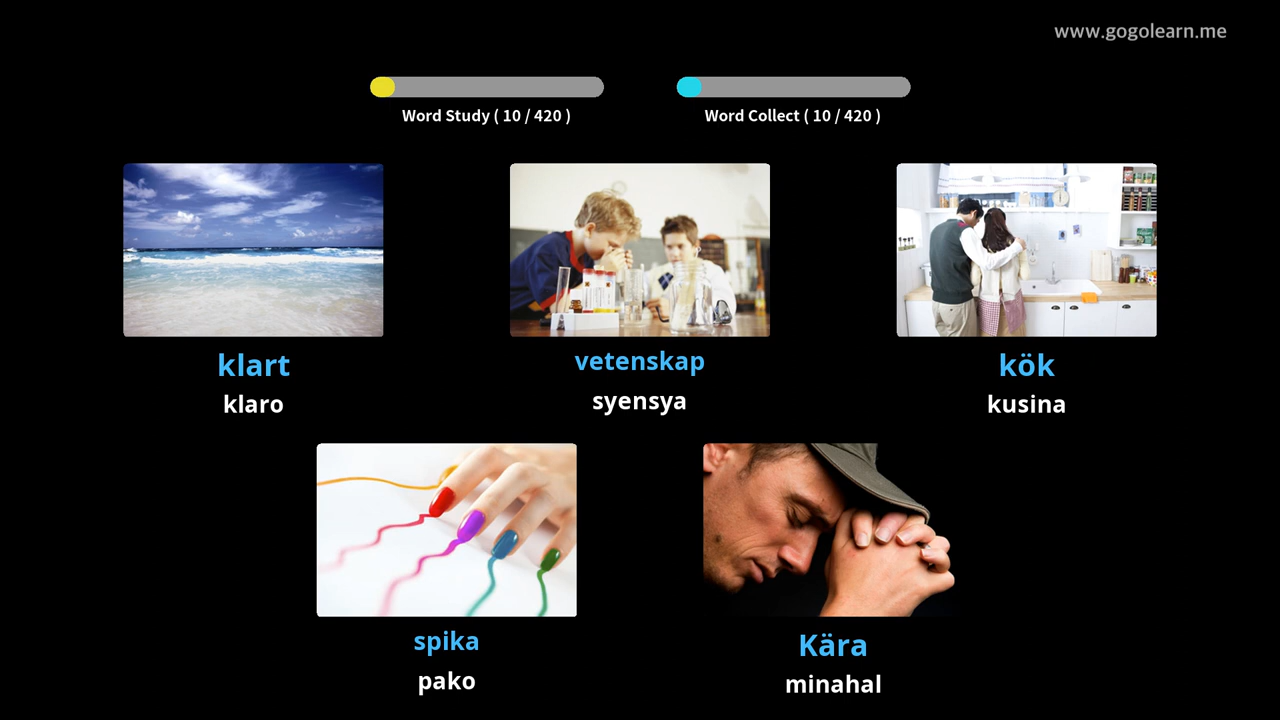 www.gogolearn.me
Word Study ( 10 / 420 )
Word Collect ( 10 / 420 )
klart
klaro
vetenskap
syensya
kök
kusina
spika
pako
Kära
minahal